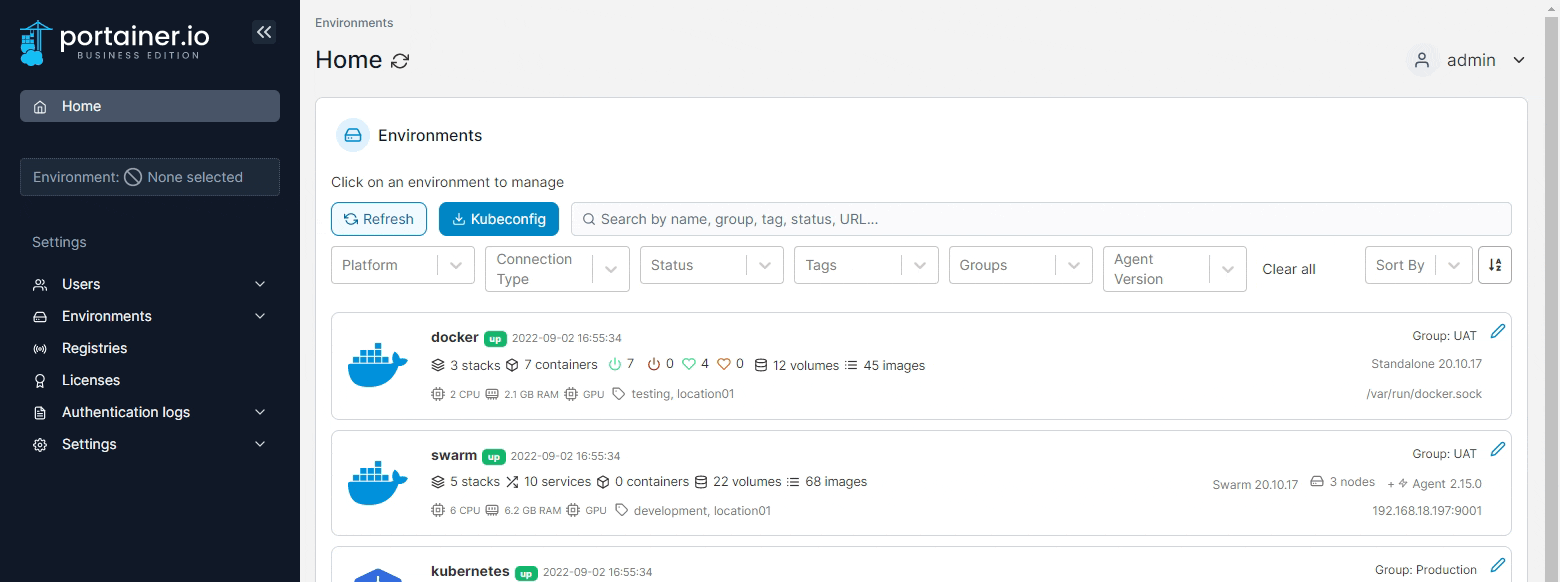 portainer.io
BUSINESS EDITION
Home
Environment: None selected
Settings
Users
Environments
Registries
Licenses
Authentication logs
Settings
Environments
Home
admin
Environments
Click on an environment to manage
Refresh Kubeconfig Search by name, group, tag, status, URL...
Platform
Connection
Type
Status
Tags
Groups
Agent
Version
Clear all
Sort By
docker up 2022-09-02 16:55:34
Group: UAT
3 stacks 7 containers 7 0 4 0 12 volumes 45 images
Standalone 20.10.17
2 CPU 2.1 GB RAM GPU testing, location01
/var/run/docker.sock
swarm up 2022-09-02 16:55:34
Group: UAT
5 stacks 10 services 0 containers 22 volumes 68 images
Swarm 20.10.17 3 nodes + Agent 2.15.0
6 CPU 6.2 GB RAM GPU development, location01
192.168.18.197:9001
kubernetes up 2022-09-02 16:55:34
Group: Production